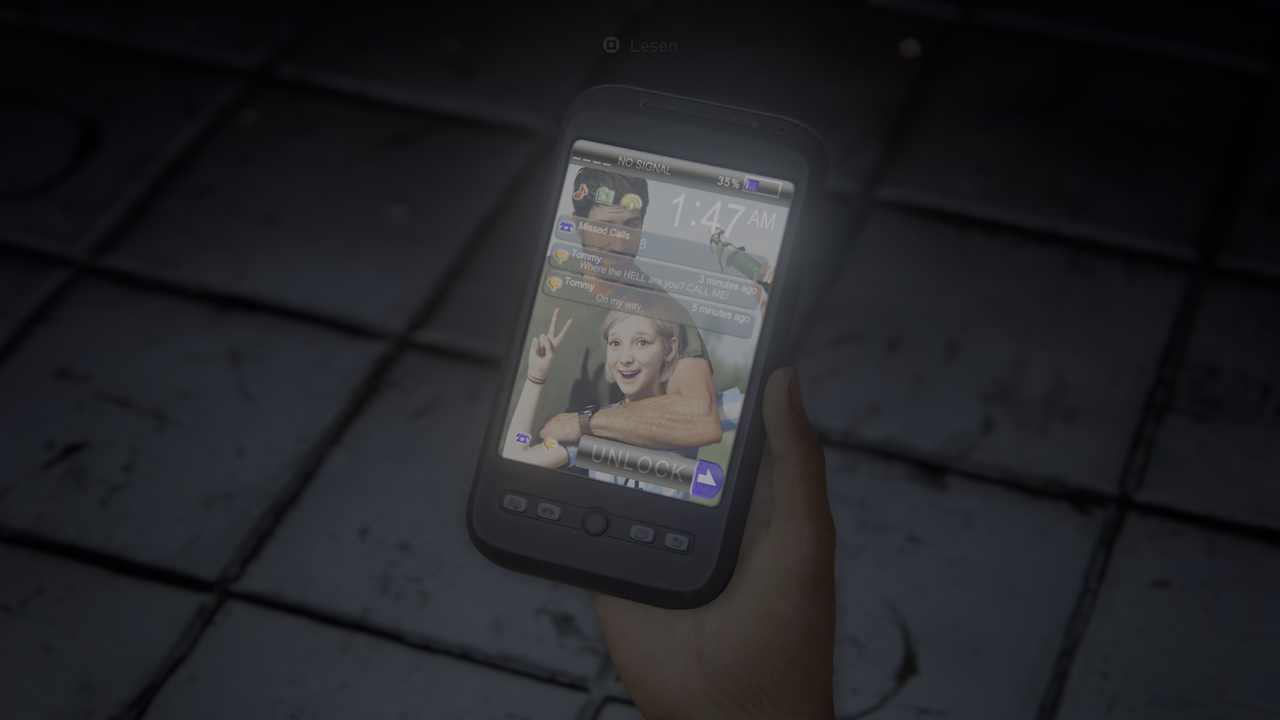 Lesen
NO SIGNAL
35%
1:47 AM
Missed Calls
8
Tommy
3 minutes ago
Where the HELL are you? CALL ME!
Tommy
5 minutes ago
On my way
UNLOCK